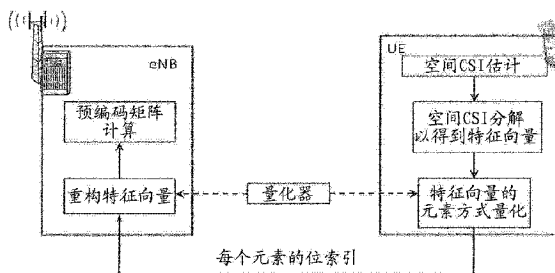 eNB
UE
空间CSI估计
预编码矩阵
计算
空间CSI分解
以得到特征向量
重构特征向量
量化器
特征向量的
元素方式量化
每个元素的位索引